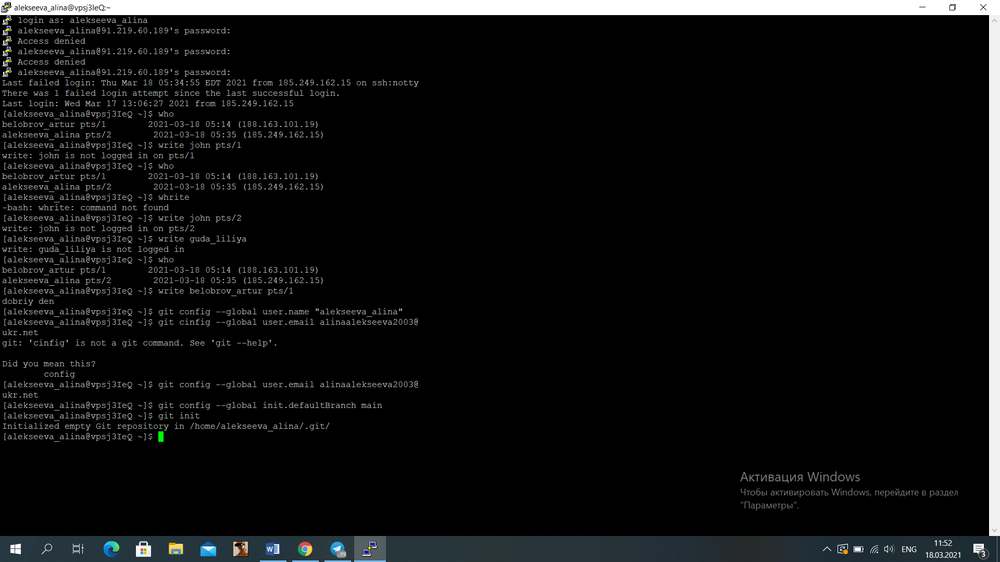 alekseeva_alina@vpsj3IeQ:~
login as: alekseeva_alina
alekseeva_alina@91.219.60.189's password:
Access denied
alekseeva_alina@91.219.60.189's password:
Access denied
alekseeva_alina@91.219.60.189's password:
Last failed login: Thu Mar 18 05:34:55 EDT 2021 from 185.249.162.15 on ssh:notty
There was 1 failed login attempt since the last successful login.
Last login: Wed Mar 17 13:06:27 2021 from 185.249.162.15
[alekseeva_alina@vpsj3IeQ ~]$ who
belobrov_artur pts/1        2021-03-18 05:14 (188.163.101.19)
alekseeva_alina pts/2        2021-03-18 05:35 (185.249.162.15)
[alekseeva_alina@vpsj3IeQ ~]$ write john pts/1
write: john is not logged in on pts/1
[alekseeva_alina@vpsj3IeQ ~]$ who
belobrov_artur pts/1        2021-03-18 05:14 (188.163.101.19)
alekseeva_alina pts/2        2021-03-18 05:35 (185.249.162.15)
[alekseeva_alina@vpsj3IeQ ~]$ whrite
-bash: whrite: command not found
[alekseeva_alina@vpsj3IeQ ~]$ write john pts/2
write: john is not logged in on pts/2
[alekseeva_alina@vpsj3IeQ ~]$ write guda_liliya
write: guda_liliya is not logged in
[alekseeva_alina@vpsj3IeQ ~]$ who
belobrov_artur pts/1        2021-03-18 05:14 (188.163.101.19)
alekseeva_alina pts/2        2021-03-18 05:35 (185.249.162.15)
[alekseeva_alina@vpsj3IeQ ~]$ write belobrov_artur pts/1
dobriy den
[alekseeva_alina@vpsj3IeQ ~]$ git config --global user.name "alekseeva_alina"
[alekseeva_alina@vpsj3IeQ ~]$ git cinfig --global user.email alinaalekseeva2003@
ukr.net
git: 'cinfig' is not a git command. See 'git --help'.
Did you mean this?
config
[alekseeva_alina@vpsj3IeQ ~]$ git config --global user.email alinaalekseeva2003@
ukr.net
[alekseeva_alina@vpsj3IeQ ~]$ git config --global init.defaultBranch main
[alekseeva_alina@vpsj3IeQ ~]$ git init
Initialized empty Git repository in /home/alekseeva_alina/.git/
[alekseeva_alina@vpsj3IeQ ~]$
Активация Windows
Чтобы активировать Windows, перейдите в раздел
"Параметры".
.99
ENG
11:52
18.03.2021
3